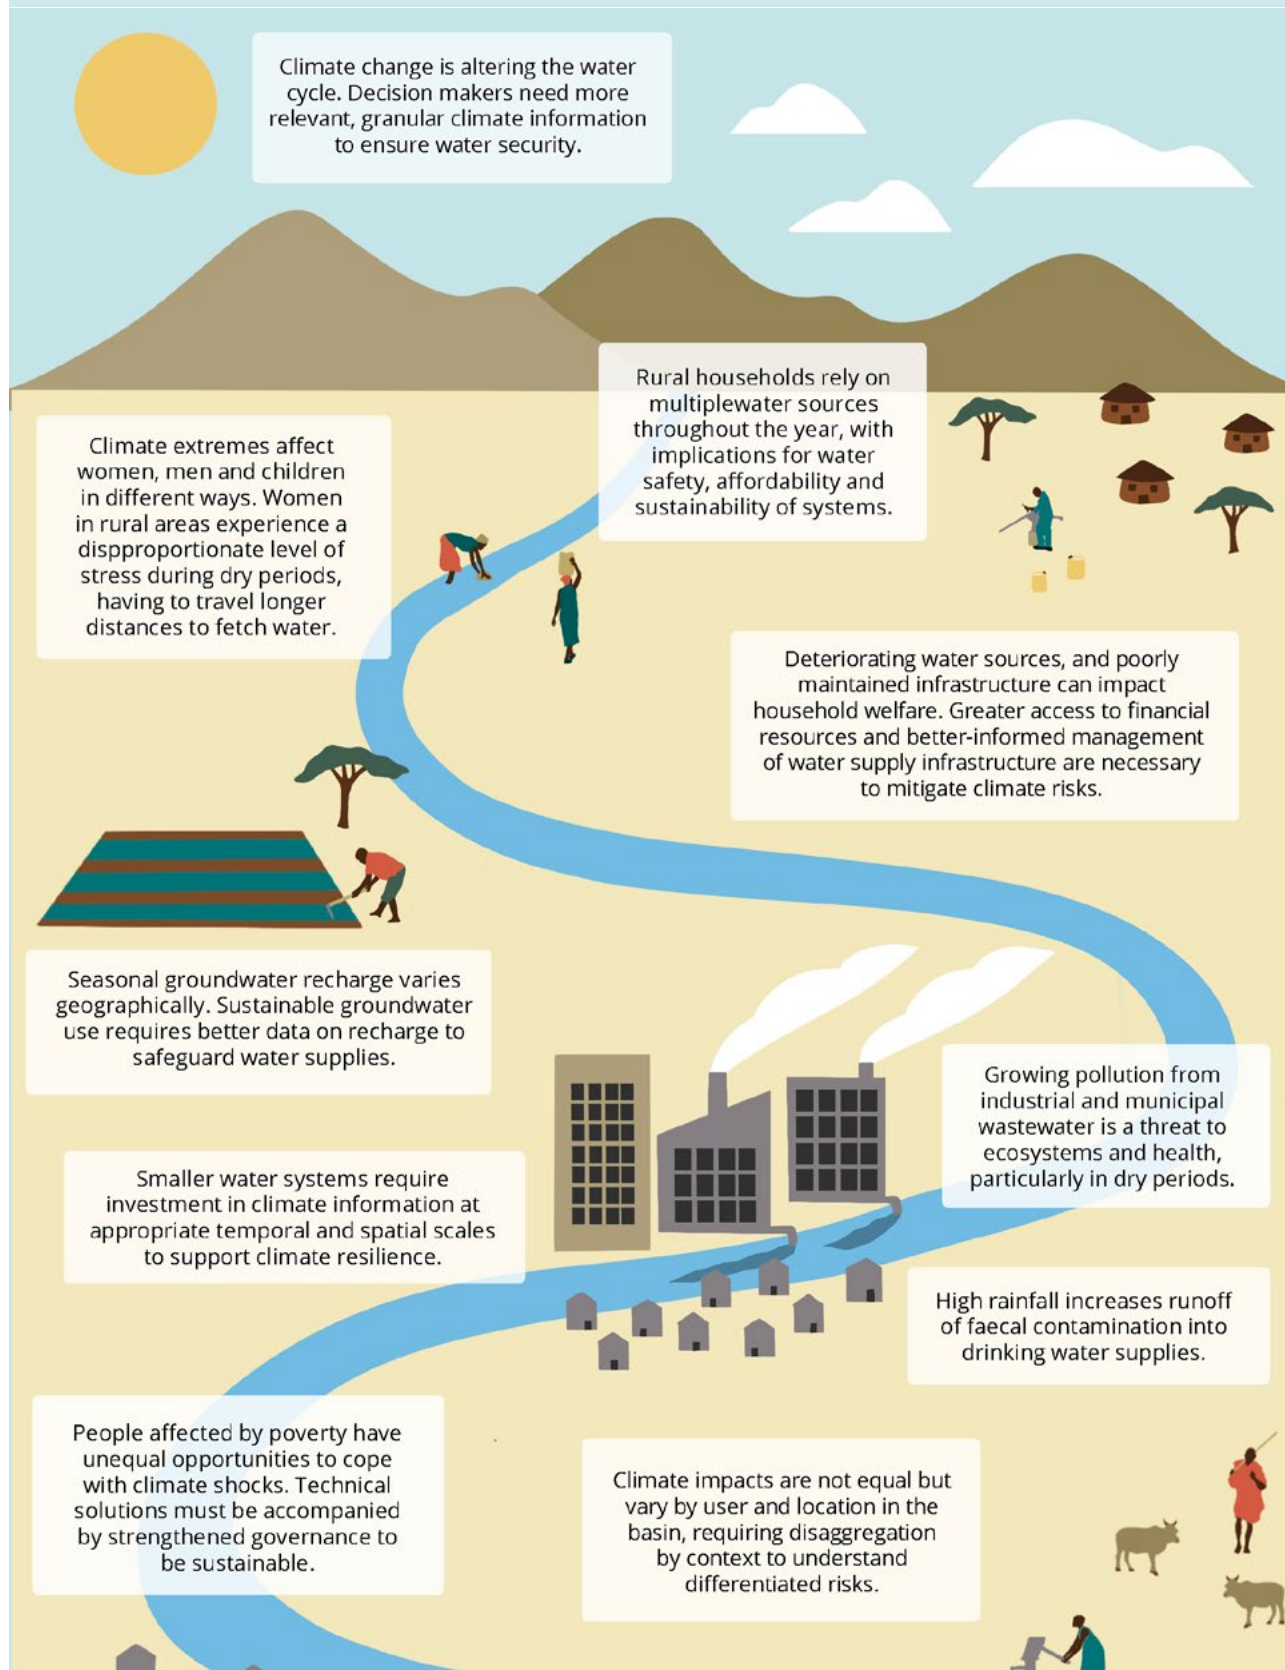 Climate change is altering the water
cycle. Decision makers need more
relevant, granular climate information
to ensure water security.
Rural households rely on
multiplewater sources
throughout the year, with
implications for water
safety, affordability and
sustainability of systems.
Climate extremes affect
women, men and children
in different ways. Women
in rural areas experience a
dispproportionate level of
stress during dry periods,
having to travel longer
distances to fetch water.
Deteriorating water sources, and poorly
maintained infrastructure can impact
household welfare. Greater access to financial
resources and better-informed management
of water supply infrastructure are necessary
to mitigate climate risks.
Seasonal groundwater recharge varies
geographically. Sustainable groundwater
use requires better data on recharge to
safeguard water supplies.
Growing pollution from
industrial and municipal
wastewater is a threat to
ecosystems and health,
particularly in dry periods.
Smaller water systems require
investment in climate information at
appropriate temporal and spatial scales
to support climate resilience.
High rainfall increases runoff
of faecal contamination into
drinking water supplies.
People affected by poverty have
unequal opportunities to cope
with climate shocks. Technical
solutions must be accompanied
by strengthened governance to
be sustainable.
Climate impacts are not equal but
vary by user and location in the
basin, requiring disaggregation
by context to understand
differentiated risks.